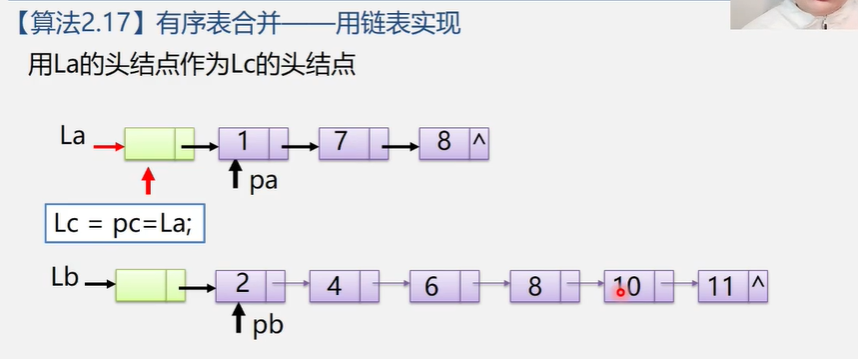 【算法2.17】有序表合并——用链表实现
用La的头结点作为Lc的头结点
La 1 7 8 ^
pa
Lc = pc=La;
Lb 2 4 6 8 10 11 ^
pb